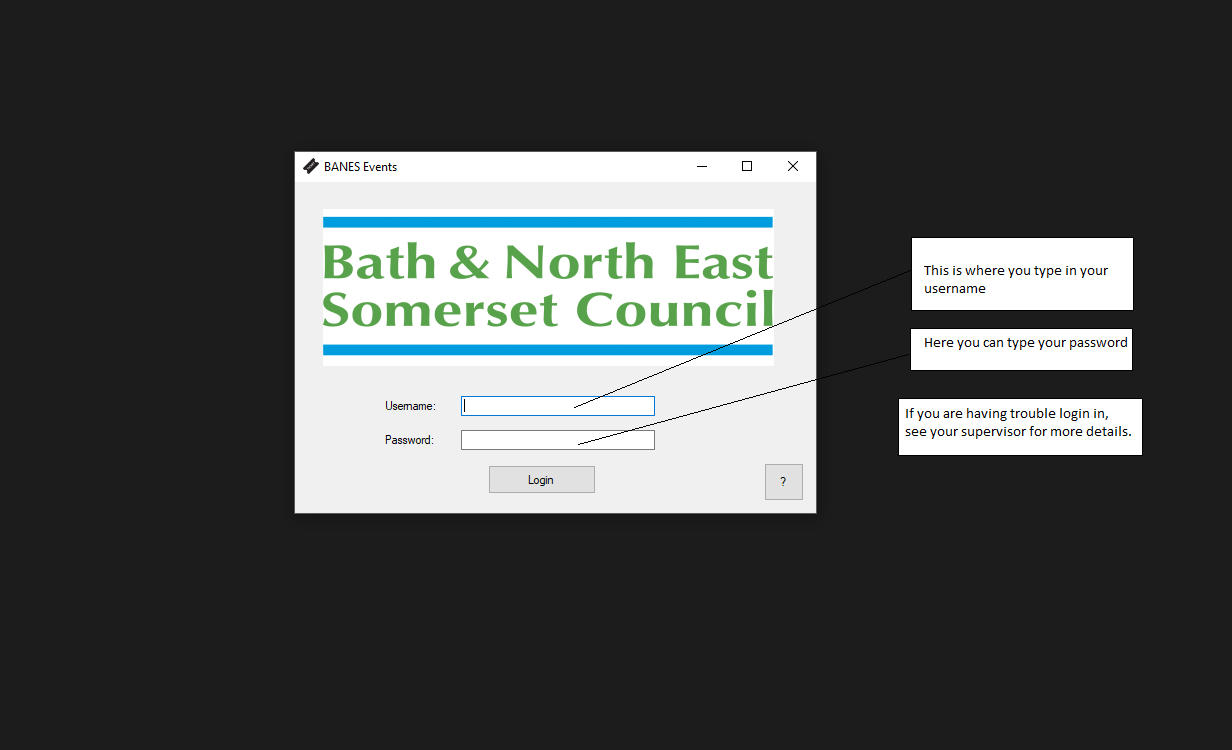 BANES Events
Bath & North East
Somerset Council
Username:
Password:
Login
?
This is where you type in your
username
Here you can type your password
If you are having trouble login in,
see your supervisor for more details.